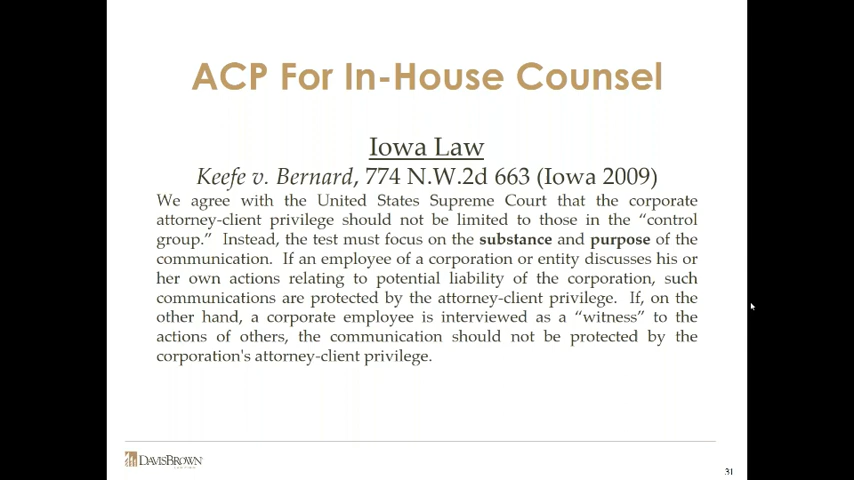 ACP For In-House Counsel
Iowa Law
Keefe v. Bernard, 774 N.W.2d 663 (Iowa 2009)
We agree with the United States Supreme Court that the corporate
attorney-client privilege should not be limited to those in the “control
group.” Instead, the test must focus on the substance and purpose of the
communication. If an employee of a corporation or entity discusses his or
her own actions relating to potential liability of the corporation, such
communications are protected by the attorney-client privilege. If, on the
other hand, a corporate employee is interviewed as a “witness” to the
actions of others, the communication should not be protected by the
corporation's attorney-client privilege.
DAVISBROWN
31